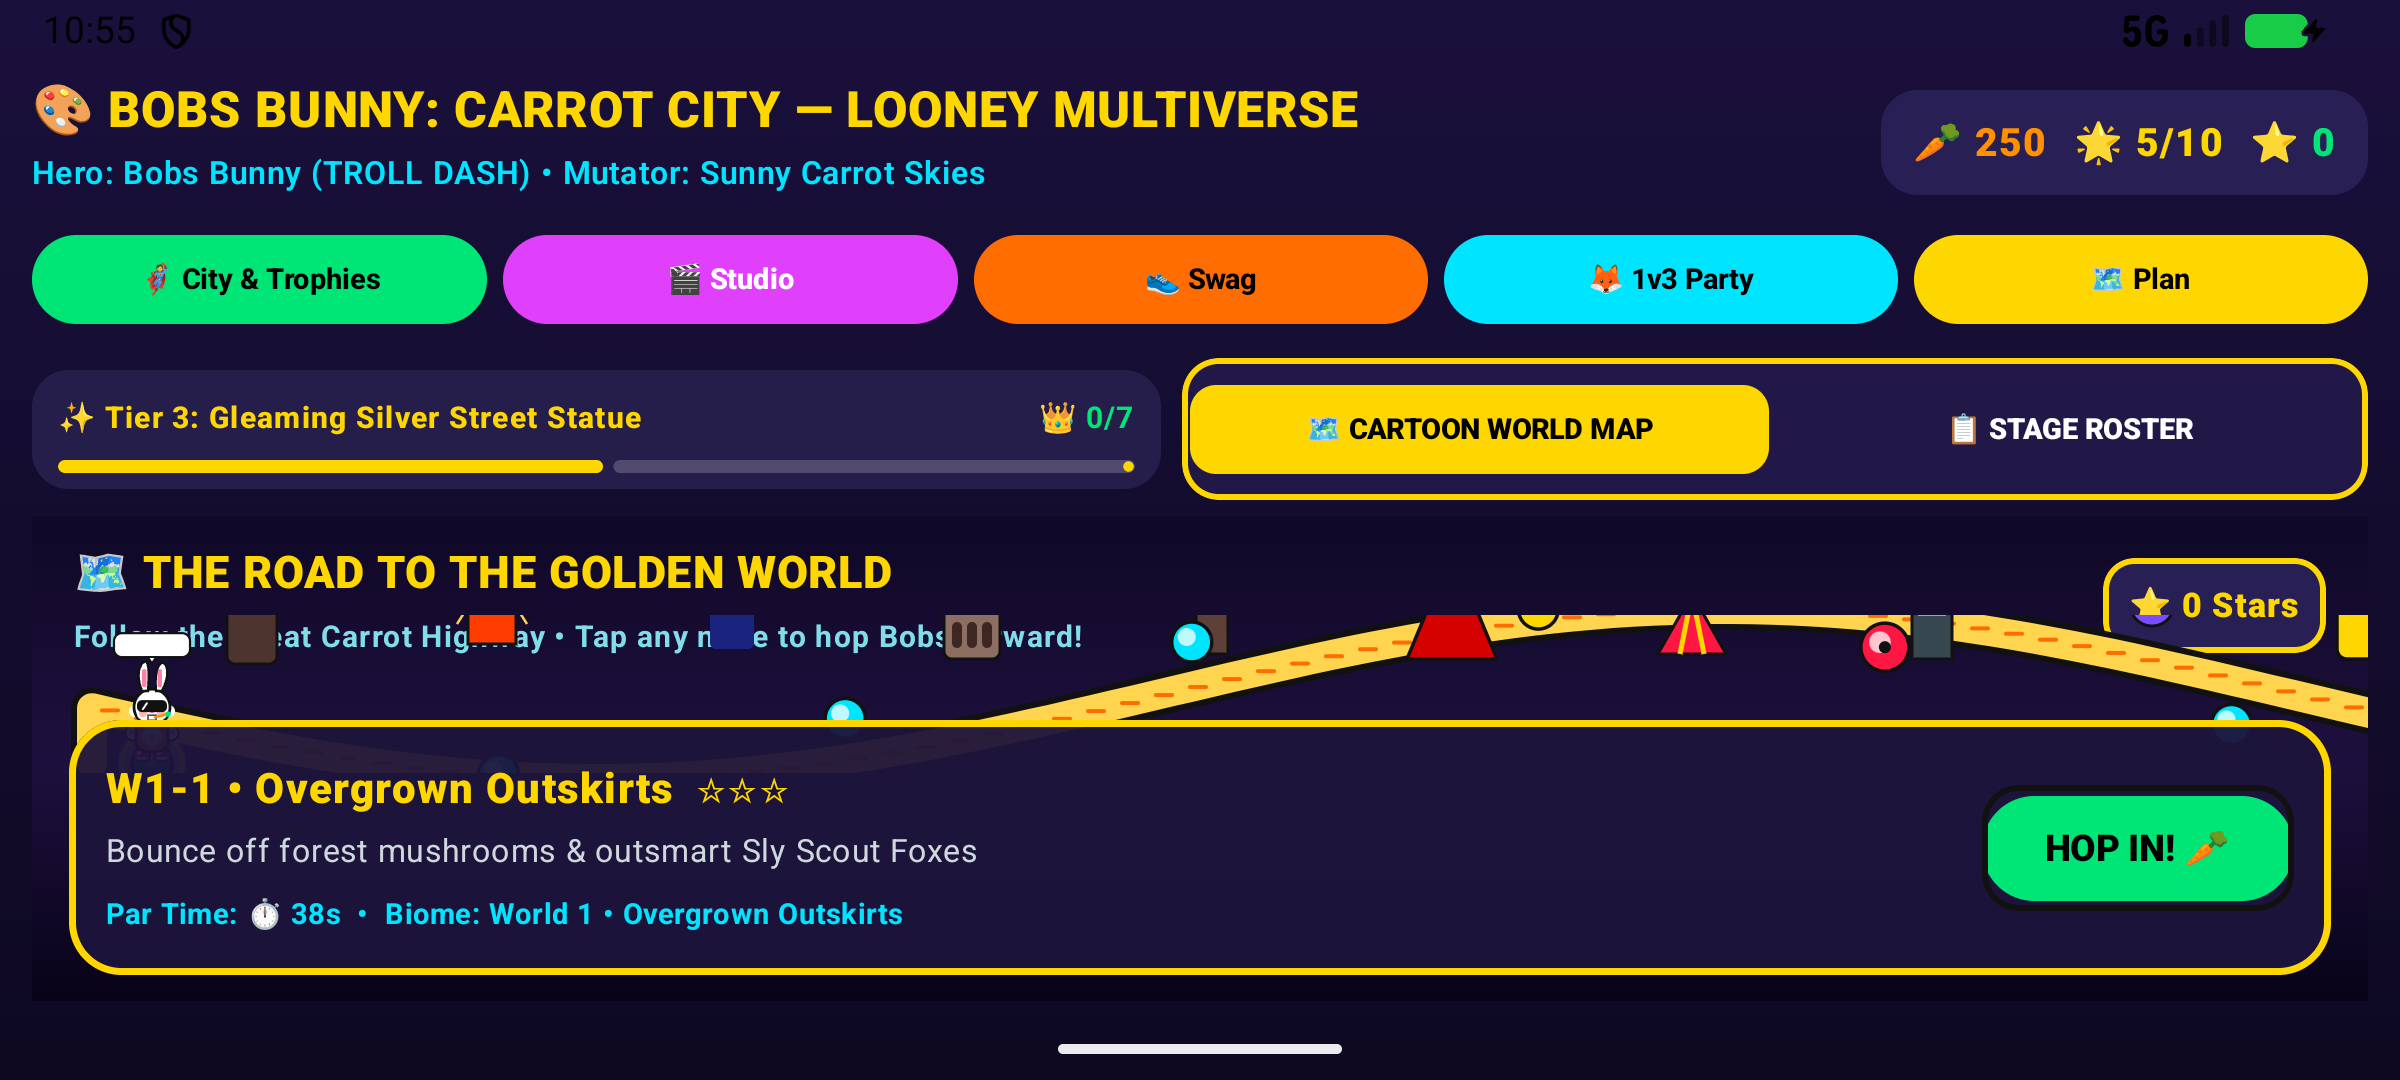 10:55
5G
BOBS BUNNY: CARROT CITY — LOONEY MULTIVERSE
Hero: Bobs Bunny (TROLL DASH) • Mutator: Sunny Carrot Skies
250 5/10 0
City & Trophies
Studio
Swag
1v3 Party
Plan
Tier 3: Gleaming Silver Street Statue
0/7
CARTOON WORLD MAP
STAGE ROSTER
THE ROAD TO THE GOLDEN WORLD
0 Stars
the Carrot • Tap any to hop Bobs
W1-1 • Overgrown Outskirts ☆☆☆
Bounce off forest mushrooms & outsmart Sly Scout Foxes
Par Time: 38s • Biome: World 1 • Overgrown Outskirts
HOP IN!